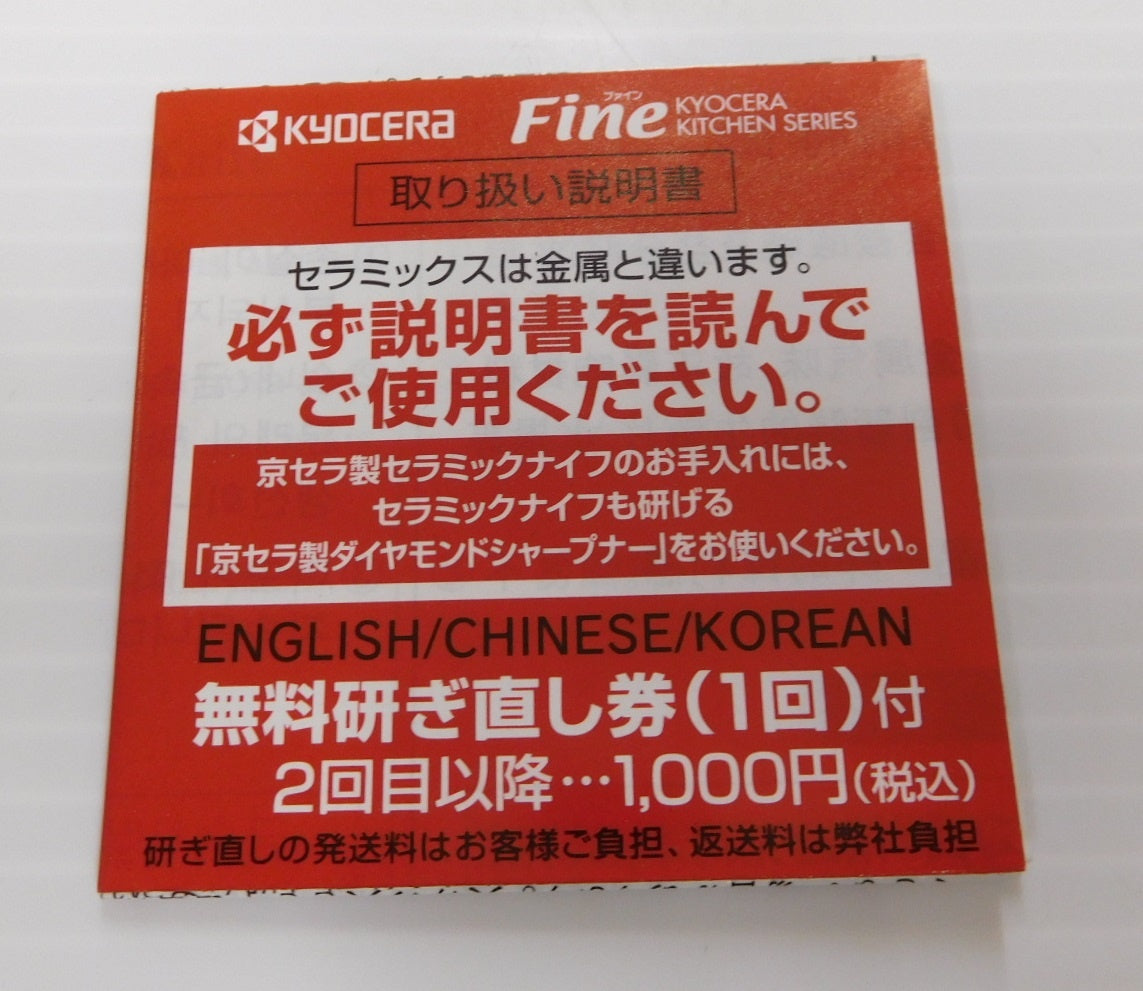 KYOCERA
Fine
ファイン
KYOCERA
KITCHEN SERIES
取り扱い説明書
セラミックスは金属と違います。
必ず説明書を読んで
ご使用ください。
京セラ製セラミックナイフのお手入れには、
セラミックナイフも研げる
「京セラ製ダイヤモンドシャープナー」をお使いください。
ENGLISH/CHINESE/KOREAN
無料研ぎ直し券(1回)付
2回目以降…1,000円(税込)
研ぎ直しの発送料はお客様ご負担、返送料は弊社負担